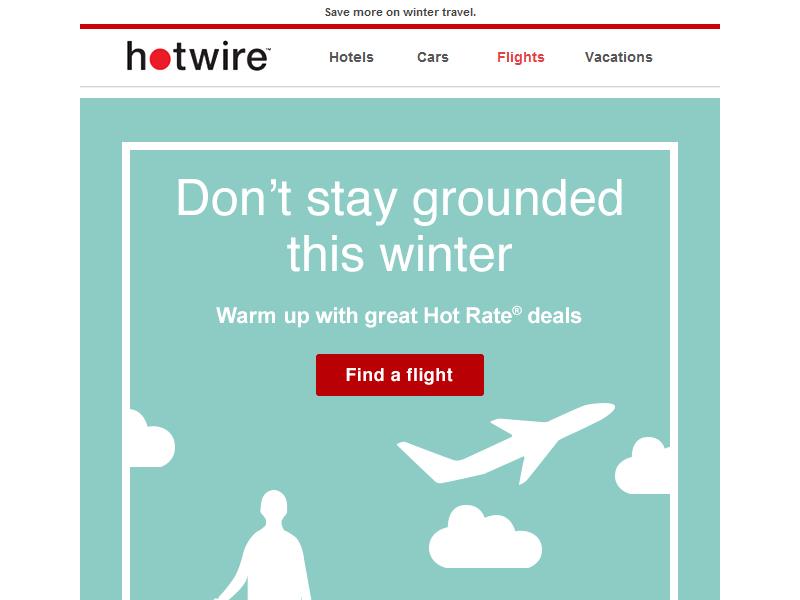 Save more on winter travel.
hotwire™
Hotels Cars Flights Vacations
Don’t stay grounded
this winter
Warm up with great Hot Rate® deals
Find a flight